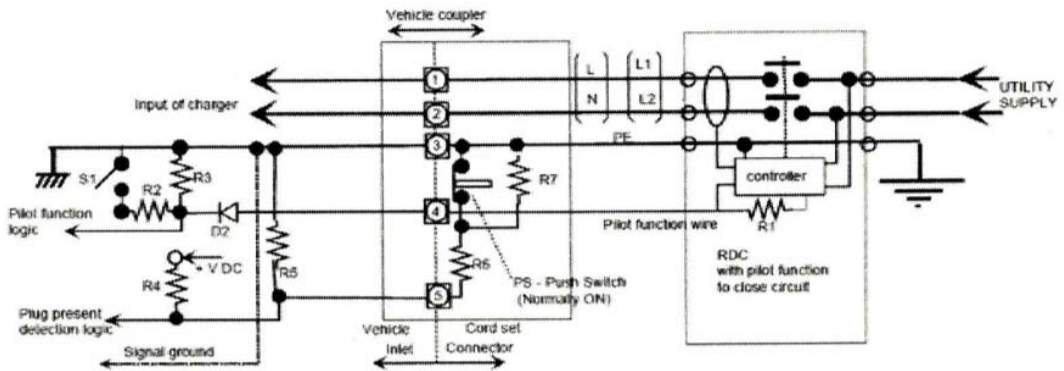 Vehicle coupler
1
L
L1
Input of charger
2
N
L2
UTILITY
SUPPLY
3
PE
S1
R3
R7
controller
R2
4
Pilot function
logic
D2
Pilot function wire
R1
+ V DC
R5
R6
RDC
with pilot function
to close circuit
R4
PS - Push Switch
(Normally ON)
5
Plug present
detection logic
Vehicle
Cord set
Signal ground
Inlet
Connector